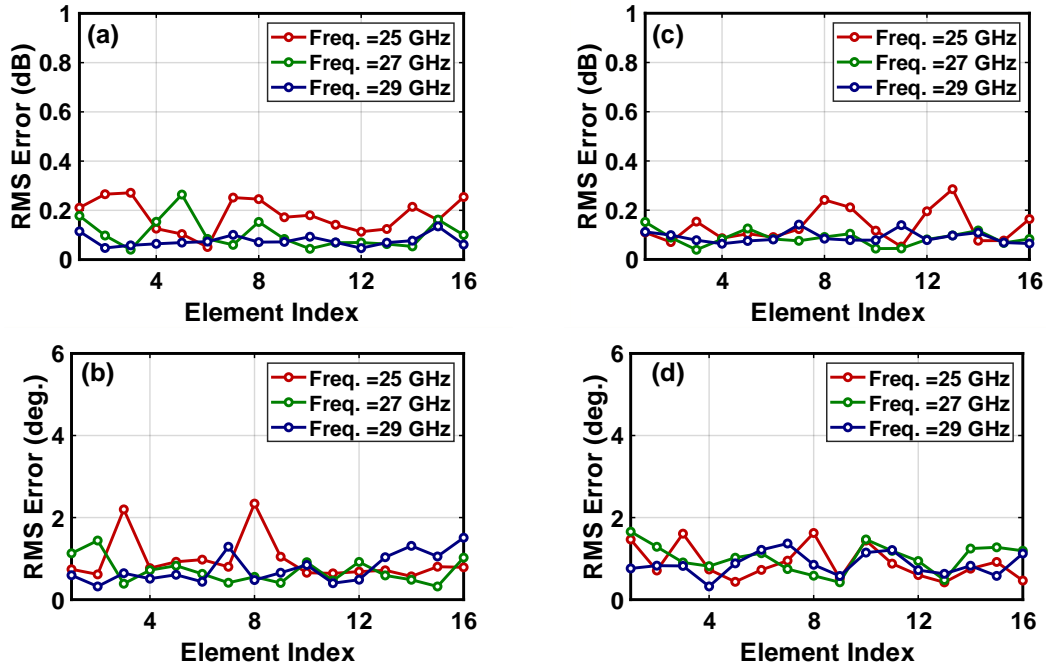 (a)
Freq. =25 GHz
Freq. =27 GHz
Freq. =29 GHz
RMS Error (dB)
1
0.8
0.6
0.4
0.2
0
4
8
12
16
Element Index
(c)
Freq. =25 GHz
Freq. =27 GHz
Freq. =29 GHz
RMS Error (dB)
1
0.8
0.6
0.4
0.2
0
4
8
12
16
Element Index
(b)
Freq. =25 GHz
Freq. =27 GHz
Freq. =29 GHz
RMS Error (deg.)
6
4
2
0
4
8
12
16
Element Index
(d)
Freq. =25 GHz
Freq. =27 GHz
Freq. =29 GHz
RMS Error (deg.)
6
4
2
0
4
8
12
16
Element Index